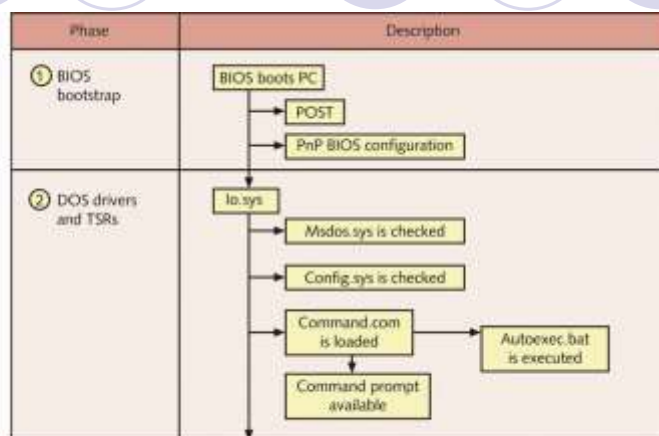 Phase
Description
① BIOS
bootstrap
BIOS boots PC
POST
PnP BIOS configuration
② DOS drivers
and TSRs
Io.sys
Msdos.sys is checked
Config.sys is checked
Command.com
is loaded
Autoexec.bat
is executed
Command prompt
available